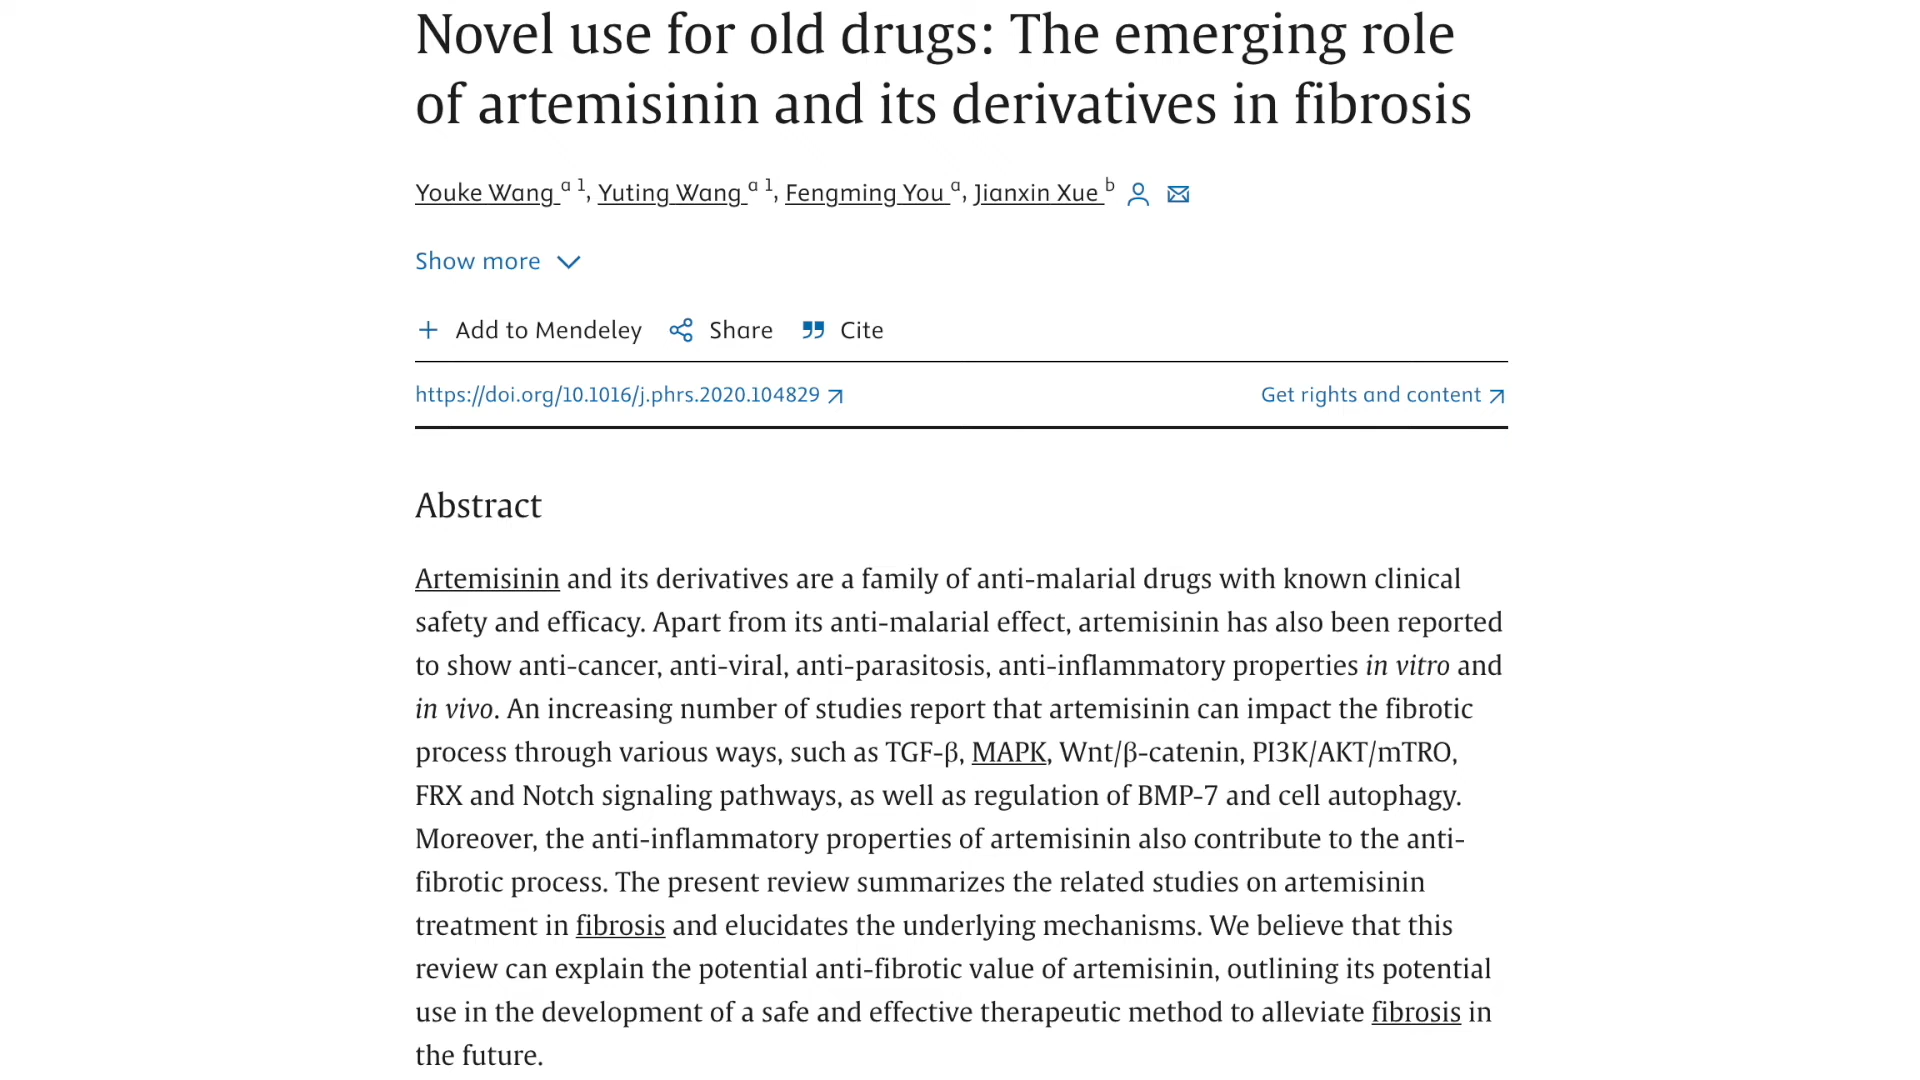 Novel use for old drugs: The emerging role
of artemisinin and its derivatives in fibrosis
Youke Wang a 1, Yuting Wang a 1, Fengming You a, Jianxin Xue b
Show more
Add to Mendeley Share Cite
https://doi.org/10.1016/j.phrs.2020.104829 Get rights and content
Abstract
Artemisinin and its derivatives are a family of anti-malarial drugs with known clinical
safety and efficacy. Apart from its anti-malarial effect, artemisinin has also been reported
to show anti-cancer, anti-viral, anti-parasitosis, anti-inflammatory properties in vitro and
in vivo. An increasing number of studies report that artemisinin can impact the fibrotic
process through various ways, such as TGF-β, MAPK, Wnt/β-catenin, PI3K/AKT/mTRO,
FRX and Notch signaling pathways, as well as regulation of BMP-7 and cell autophagy.
Moreover, the anti-inflammatory properties of artemisinin also contribute to the anti-
fibrotic process. The present review summarizes the related studies on artemisinin
treatment in fibrosis and elucidates the underlying mechanisms. We believe that this
review can explain the potential anti-fibrotic value of artemisinin, outlining its potential
use in the development of a safe and effective therapeutic method to alleviate fibrosis in
the future.